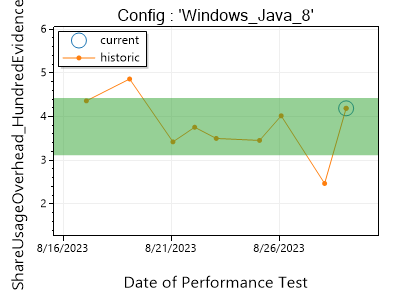 Config : 'Windows_Java_8'
current
historic
ShareUsageOverhead_HundredEvidence
6
5
4
3
2
8/16/2023
8/21/2023
8/26/2023
Date of Performance Test